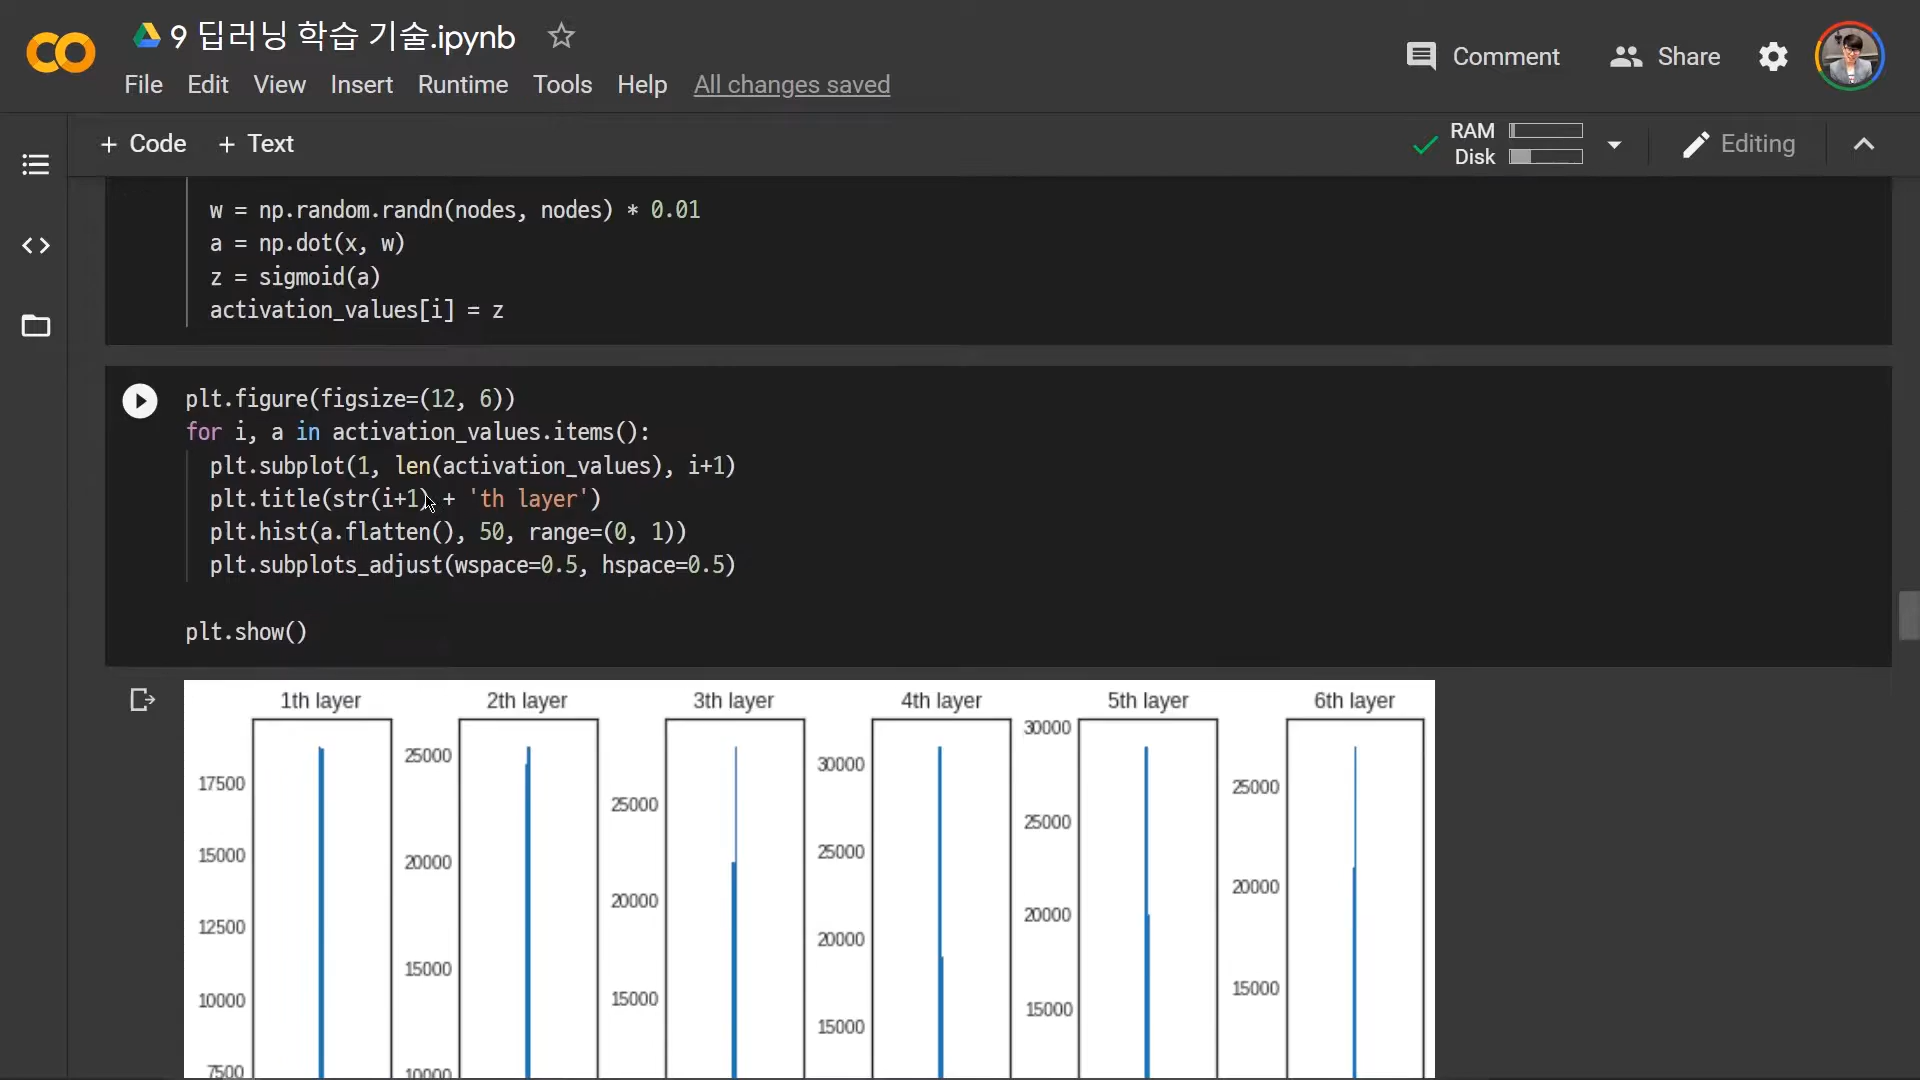 9 딥러닝 학습 기술.ipynb
Comment
Share
File Edit View Insert Runtime Tools Help All changes saved
+ Code + Text
RAM
Disk
Editing
w = np.random.randn(nodes, nodes) * 0.01
a = np.dot(x, w)
z = sigmoid(a)
activation_values[i] = z
plt.figure(figsize=(12, 6))
for i, a in activation_values.items():
plt.subplot(1, len(activation_values), i+1)
plt.title(str(i+1) + 'th layer')
plt.hist(a.flatten(), 50, range=(0, 1))
plt.subplots_adjust(wspace=0.5, hspace=0.5)
plt.show()
1th layer
17500
15000
12500
10000
7500
2th layer
25000
20000
15000
10000
3th layer
25000
20000
15000
4th layer
30000
25000
20000
15000
5th layer
30000
25000
20000
15000
6th layer
25000
20000
15000